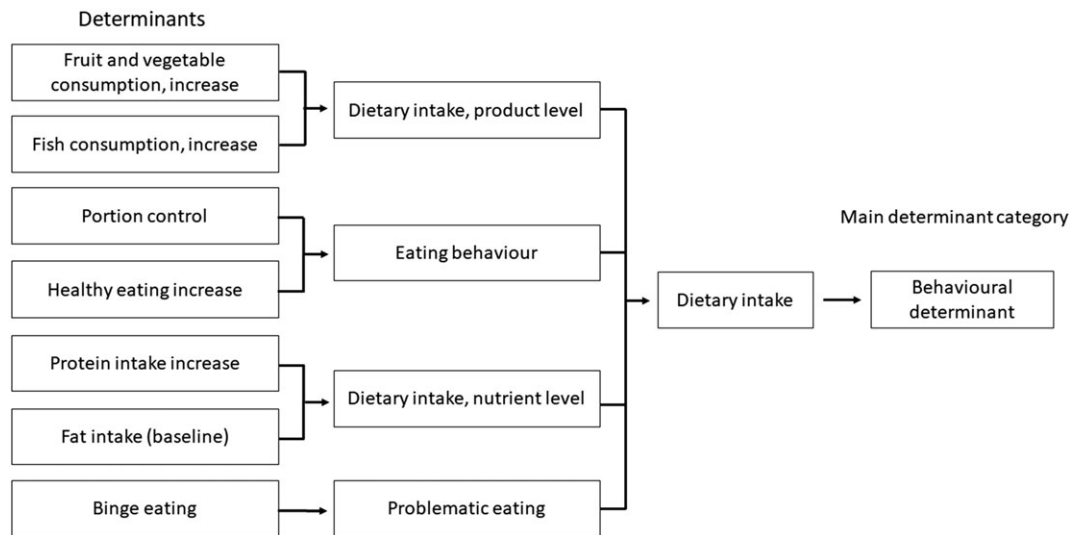 Determinants
Fruit and vegetable
consumption, increase
Fish consumption, increase
Portion control
Healthy eating increase
Protein intake increase
Fat intake (baseline)
Binge eating
Dietary intake, product level
Eating behaviour
Dietary intake, nutrient level
Problematic eating
Dietary intake
Main determinant category
Behavioural
determinant